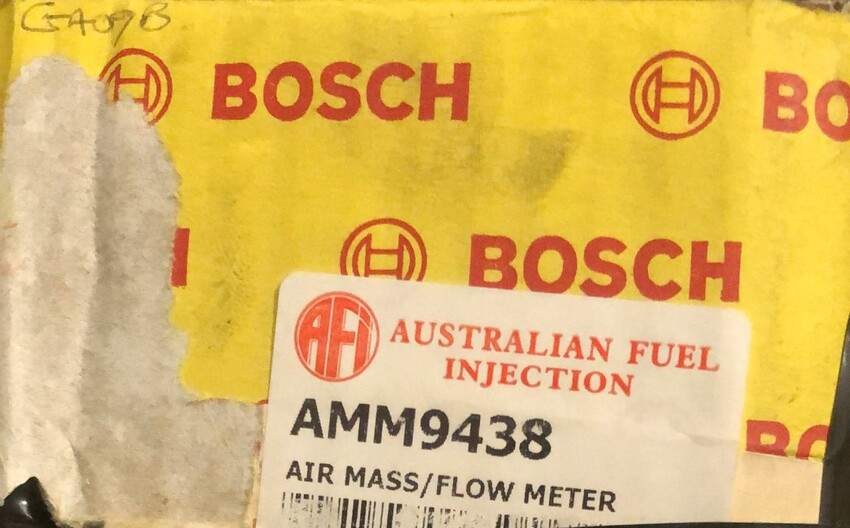 GA09B
BOSCH BO
BOSCH
AFI AUSTRALIAN FUEL
INJECTION
AMM9438
AIR MASS/FLOW METER